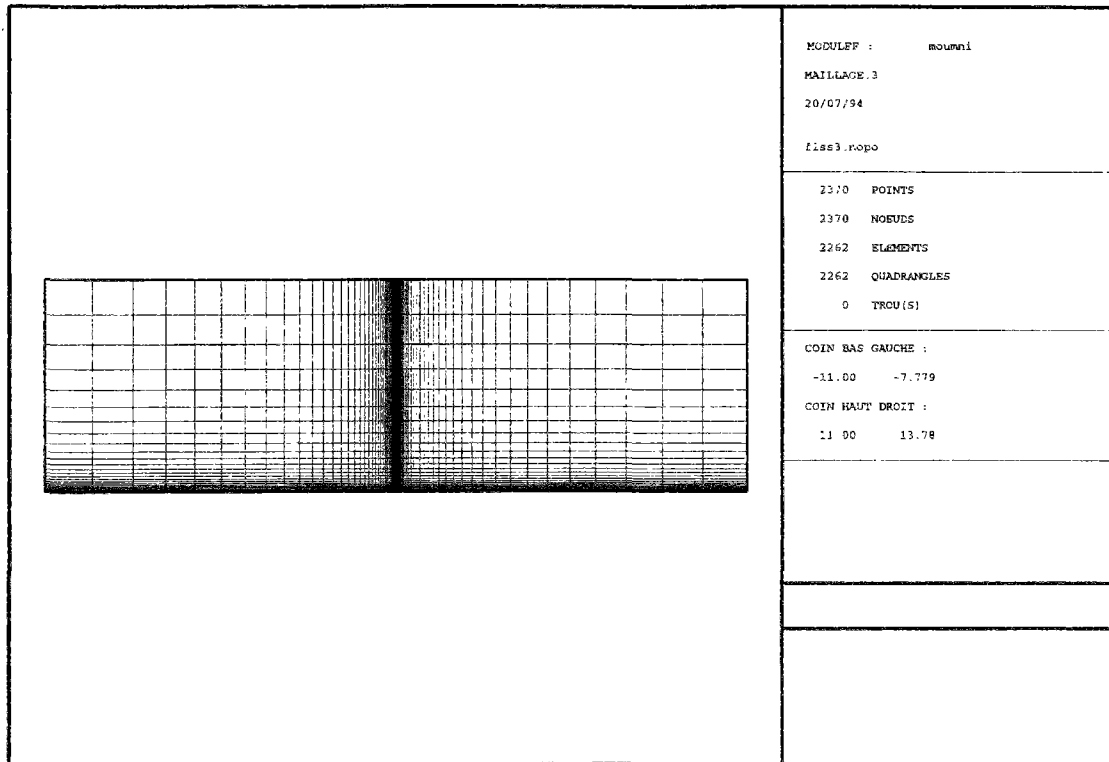 MODULEF : moumni
MAILLAGE.3
20/07/94
fiss3.nopo
2370 POINTS
2370 NOEUDS
2262 ELEMENTS
2262 QUADRANGLES
0 TROU(S)
COIN BAS GAUCHE :
-11.00 -7.779
COIN HAUT DROIT :
11.00 13.78